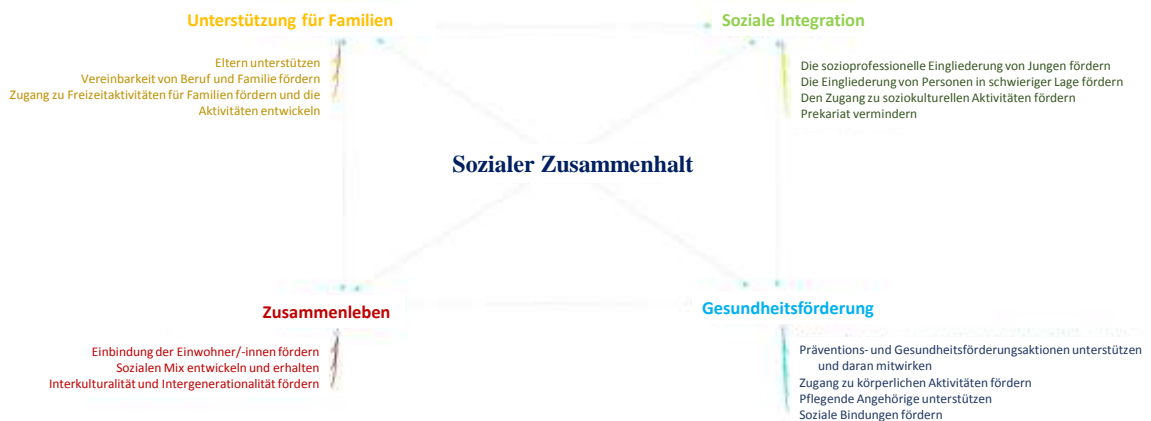 Unterstützung für Familien
Eltern unterstützen
Vereinbarkeit von Beruf und Familie fördern
Zugang zu Freizeitaktivitäten für Familien fördern und die
Aktivitäten entwickeln
Soziale Integration
Die sozioprofessionelle Eingliederung von Jungen fördern
Die Eingliederung von Personen in schwieriger Lage fördern
Den Zugang zu soziokulturellen Aktivitäten fördern
Prekariat vermindern
Sozialer Zusammenhalt
Zusammenleben
Einbindung der Einwohner/-innen fördern
Sozialen Mix entwickeln und erhalten
Interkulturalität und Intergenerationalität fördern
Gesundheitsförderung
Präventions- und Gesundheitsförderungsaktionen unterstützen
und daran mitwirken
Zugang zu körperlichen Aktivitäten fördern
Pflegende Angehörige unterstützen
Soziale Bindungen fördern